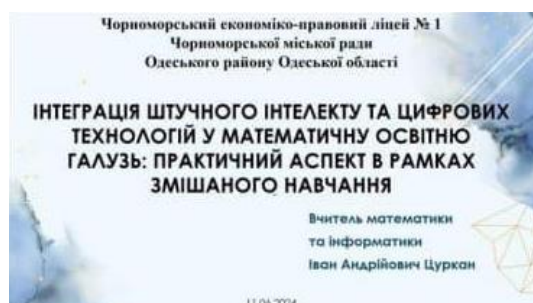 Чорноморський економіко-правовий ліцей № 1
Чорноморської міської ради
Одеського району Одеської області
ІНТЕГРАЦІЯ ШТУЧНОГО ІНТЕЛЕКТУ ТА ЦИФРОВИХ
ТЕХНОЛОГІЙ У МАТЕМАТИЧНУ ОСВІТНЮ
ГАЛУЗЬ: ПРАКТИЧНИЙ АСПЕКТ В РАМКАХ
ЗМІШАНОГО НАВЧАННЯ
Вчитель математики
та інформатики
Іван Андрійович Цуркан